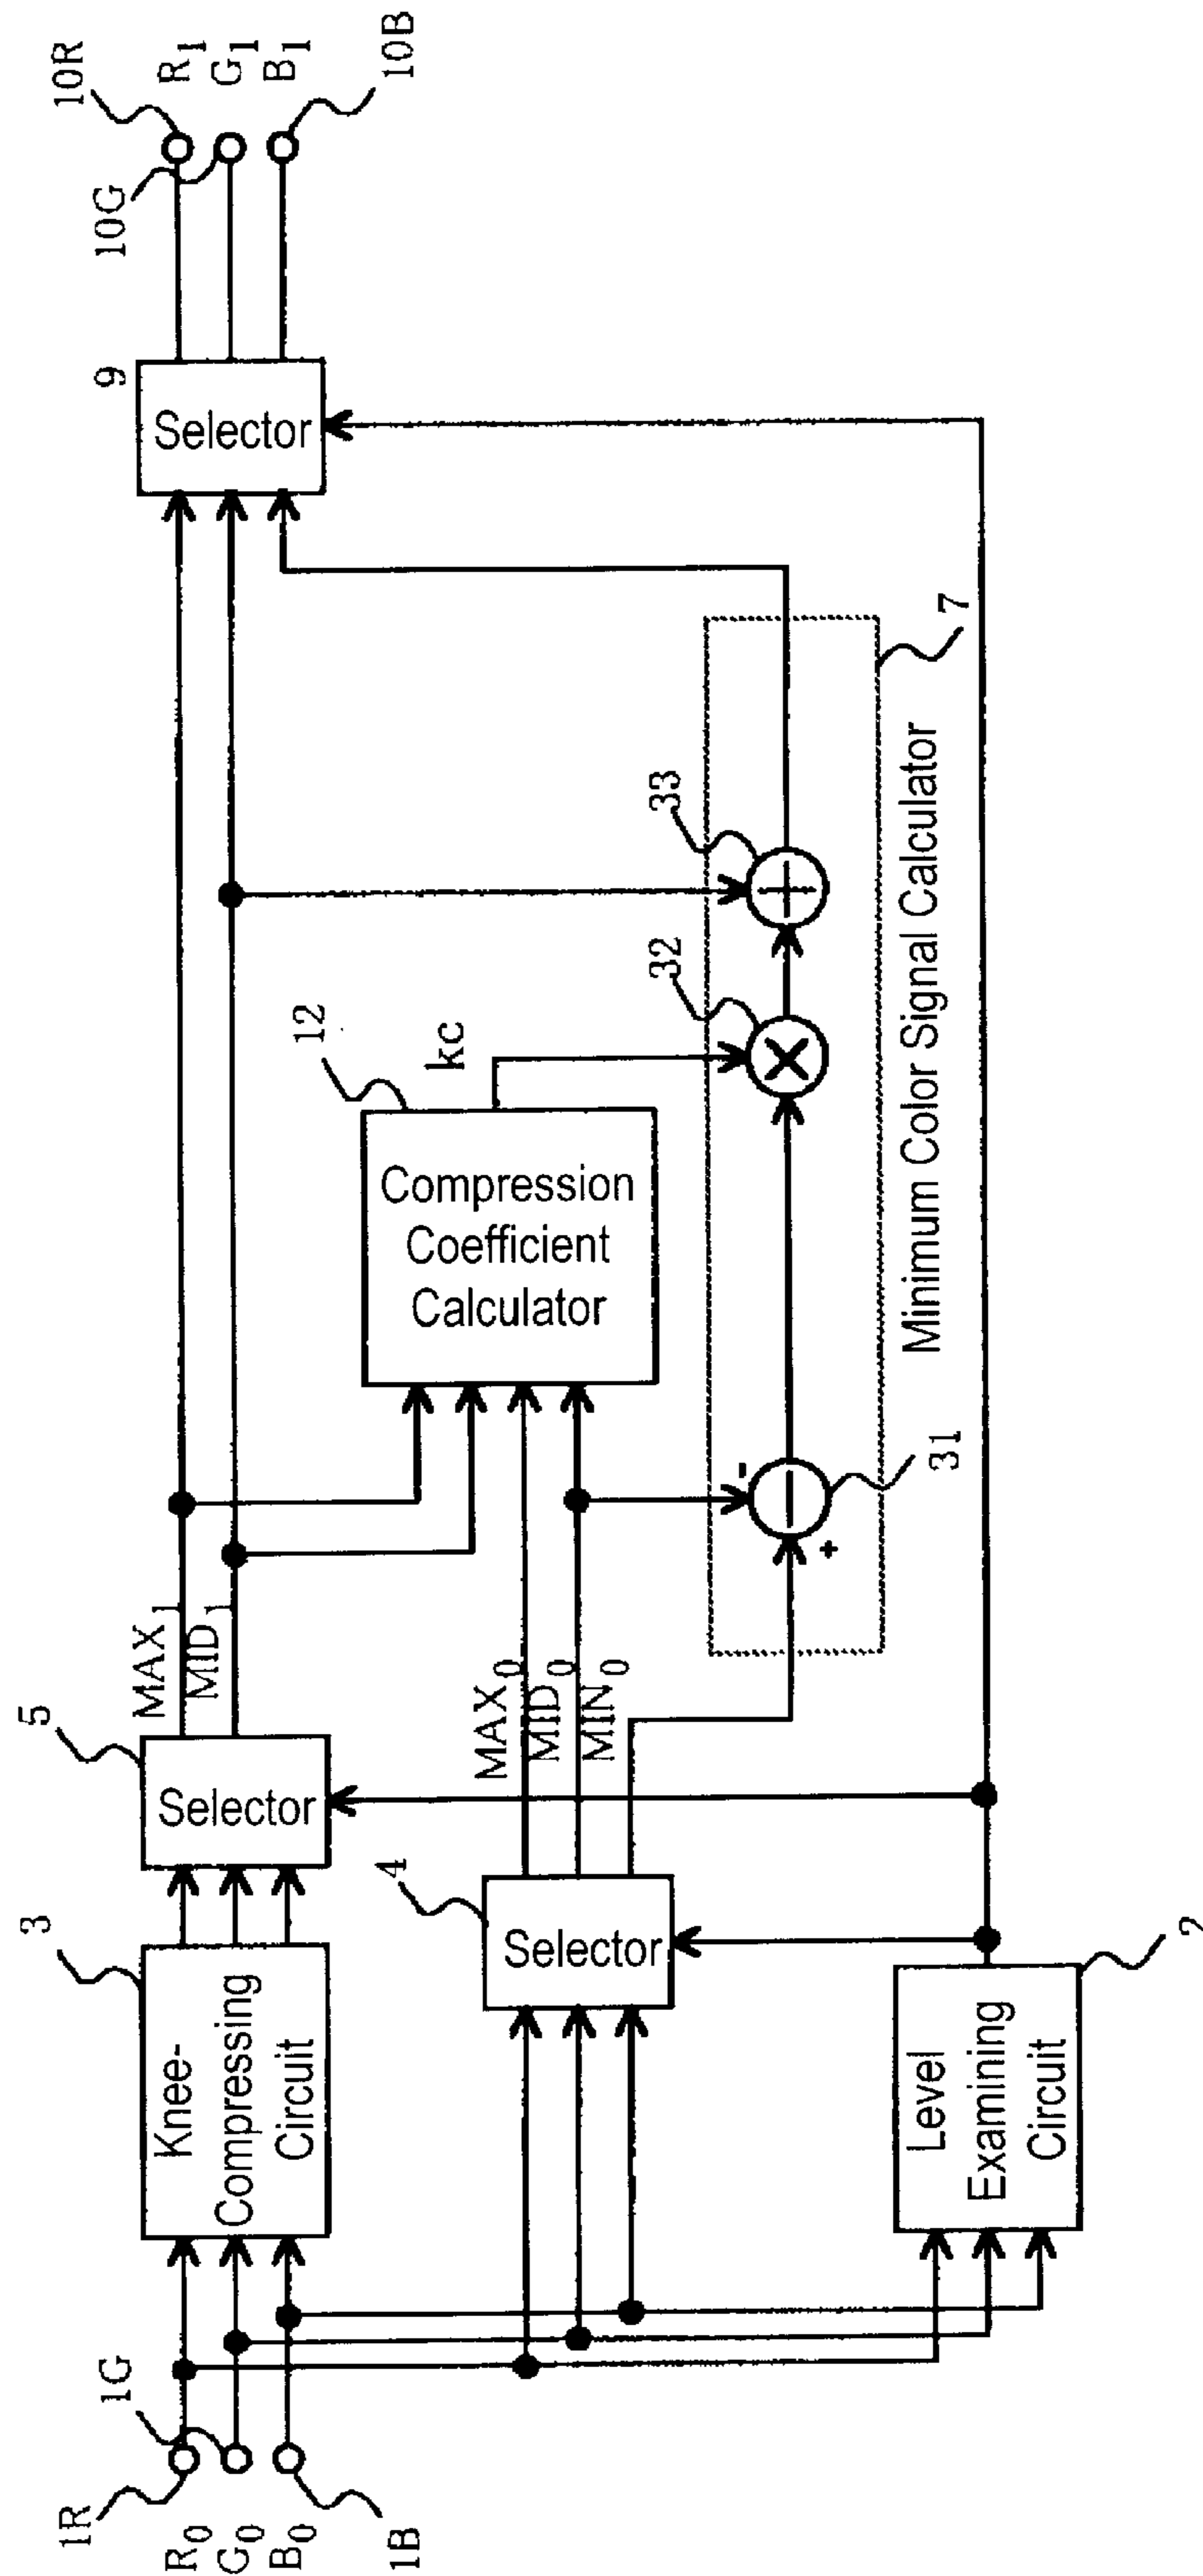 1R
1G
R0
G0
B0
1B
3
Knee-
Compressing
Circuit
5
Selector
MAX1
MID1
4
Selector
MAX0
MID0
MIN0
2
Level
Examining
Circuit
12
Compression
Coefficient
Calculator
kc
-
+
31
32
33
7
Minimum Color Signal Calculator
9
Selector
10R
10G
R1
G1
B1
10B